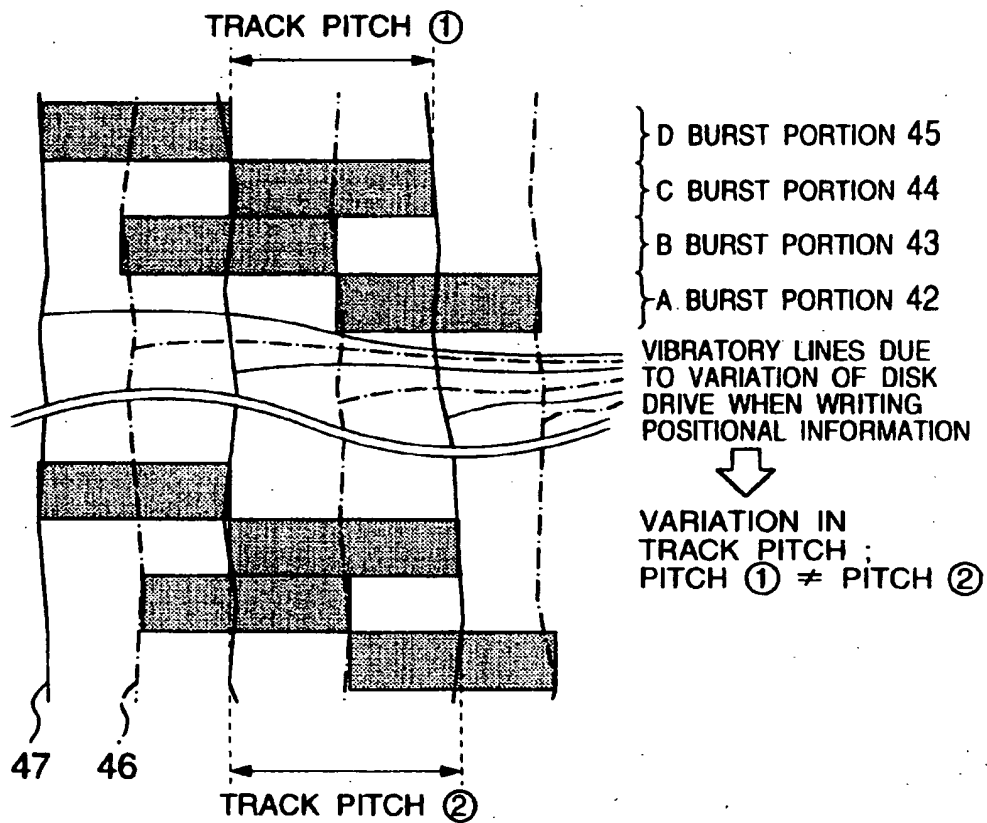 TRACK PITCH ①
D BURST PORTION 45
C BURST PORTION 44
B BURST PORTION 43
A BURST PORTION 42
VIBRATORY LINES DUE
TO VARIATION OF DISK
DRIVE WHEN WRITING
POSITIONAL INFORMATION
VARIATION IN
TRACK PITCH ;
PITCH ① ≠ PITCH ②
47 46
TRACK PITCH ②